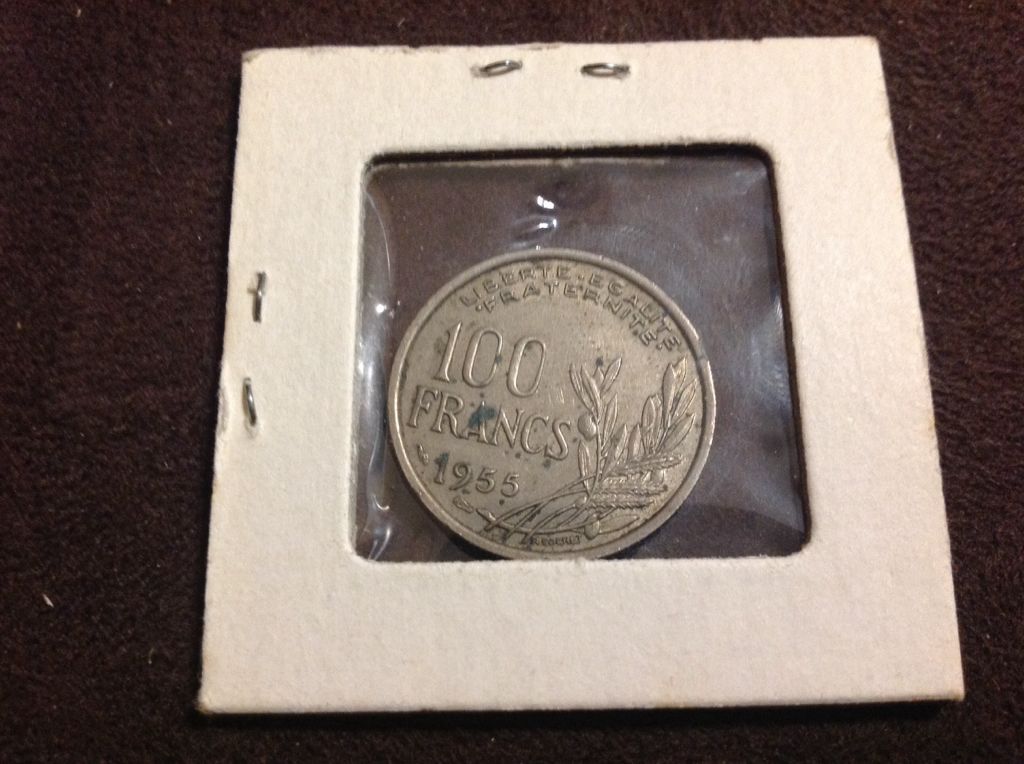 LIBERTE·EGALITE
·FRATERNITE·
100
FRANCS
1955